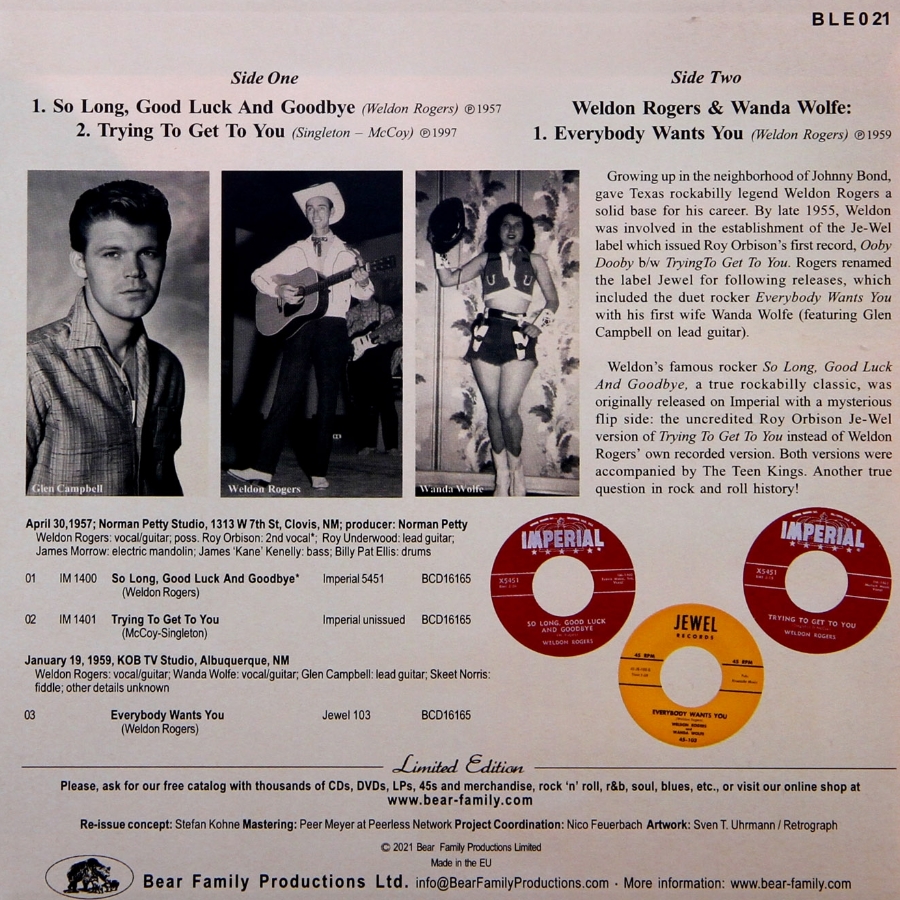 BLE021
Side One
1. So Long, Good Luck And Goodbye (Weldon Rogers) ℗1957
2. Trying To Get To You (Singleton – McCoy) ℗1997
Side Two
Weldon Rogers & Wanda Wolfe:
1. Everybody Wants You (Weldon Rogers) ℗1959
Glen Campbell
Weldon Rogers
Wanda Wolfe
Growing up in the neighborhood of Johnny Bond,
gave Texas rockabilly legend Weldon Rogers a
solid base for his career. By late 1955, Weldon
was involved in the establishment of the Je-Wel
label which issued Roy Orbison's first record, Ooby
Dooby b/w TryingTo Get To You. Rogers renamed
the label Jewel for following releases, which
included the duet rocker Everybody Wants You
with his first wife Wanda Wolfe (featuring Glen
Campbell on lead guitar).
Weldon's famous rocker So Long, Good Luck
And Goodbye, a true rockabilly classic, was
originally released on Imperial with a mysterious
flip side: the uncredited Roy Orbison Je-Wel
version of Trying To Get To You instead of Weldon
Rogers' own recorded version. Both versions were
accompanied by The Teen Kings. Another true
question in rock and roll history!
April 30,1957; Norman Petty Studio, 1313 W 7th St, Clovis, NM; producer: Norman Petty
Weldon Rogers: vocal/guitar; poss. Roy Orbison: 2nd vocal*; Roy Underwood: lead guitar;
James Morrow: electric mandolin; James 'Kane' Kenelly: bass; Billy Pat Ellis: drums
01 IM 1400 So Long, Good Luck And Goodbye* Imperial 5451 BCD16165
(Weldon Rogers)
02 IM 1401 Trying To Get To You Imperial unissued BCD16165
(McCoy-Singleton)
January 19, 1959, KOB TV Studio, Albuquerque, NM
Weldon Rogers: vocal/guitar; Wanda Wolfe: vocal/guitar; Glen Campbell: lead guitar; Skeet Norris:
fiddle; other details unknown
03 Everybody Wants You Jewel 103 BCD16165
(Weldon Rogers)
IMPERIAL
X5451
SO LONG, GOOD LUCK
AND GOODBYE
WELDON ROGERS
JEWEL
RECORDS
45 RPM 45 RPM
EVERYBODY WANTS YOU
WELDON ROGERS
and
WANDA WOLFE
45-103
IMPERIAL
X5451
TRYING TO GET TO YOU
WELDON ROGERS
Limited Edition
Please, ask for our free catalog with thousands of CDs, DVDs, LPs, 45s and merchandise, rock 'n' roll, r&b, soul, blues, etc., or visit our online shop at
www.bear-family.com
Re-issue concept: Stefan Kohne Mastering: Peer Meyer at Peerless Network Project Coordination: Nico Feuerbach Artwork: Sven T. Uhrmann / Retrograph
© 2021 Bear Family Productions Limited
Made in the EU
Bear Family Productions Ltd. info@BearFamilyProductions.com · More information: www.bear-family.com